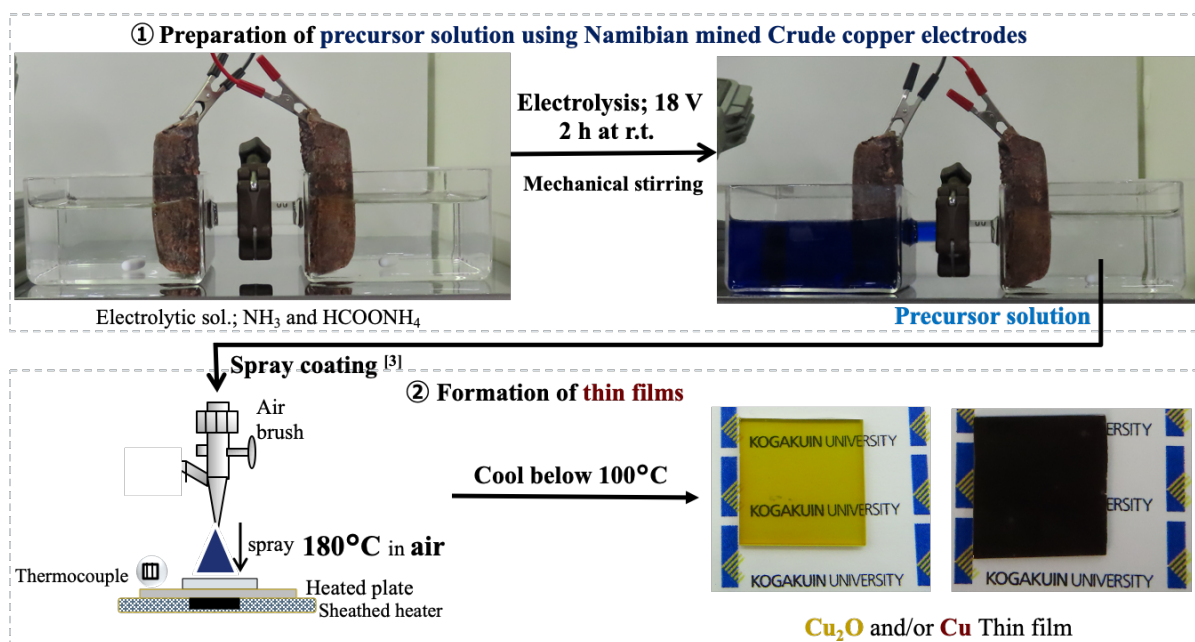 ① Preparation of precursor solution using Namibian mined Crude copper electrodes
Electrolysis; 18 V
2 h at r.t.
Mechanical stirring
Electrolytic sol.; NH₃ and HCOONH₄
Precursor solution
Spray coating [3]
② Formation of thin films
Air
brush
Cool below 100°C
spray 180°C in air
Thermocouple
Heated plate
Sheathed heater
KOGAKUIN UNIVERSITY
KOGAKUIN UNIVERSITY
KOGAKUIN UNIVERSITY
ERSITY
ERSITY
KOGAKUIN UNIVERSITY
Cu₂O and/or Cu Thin film